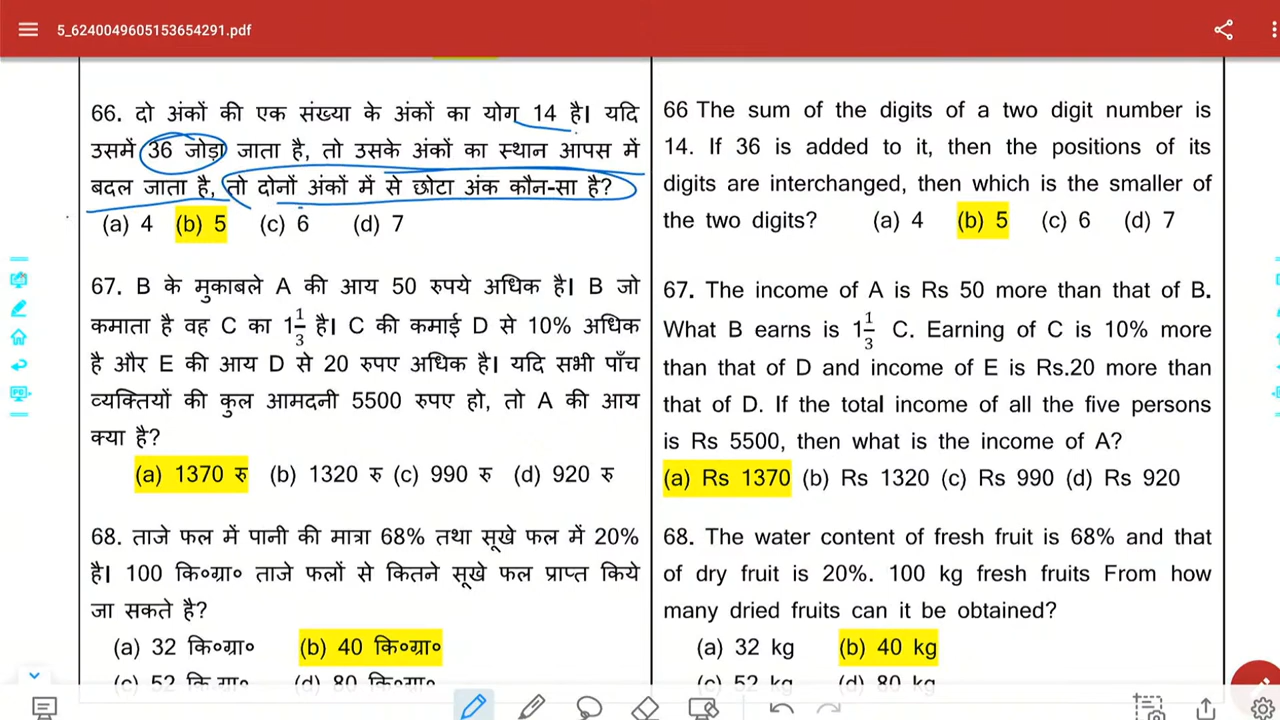 5_6240049605153654291.pdf
66. दो अंकों की एक संख्या के अंकों का योग 14 है। यदि
उसमें 36 जोड़ा जाता है, तो उसके अंकों का स्थान आपस में
बदल जाता है, तो दोनों अंकों में से छोटा अंक कौन-सा है?
(a) 4 (b) 5 (c) 6 (d) 7
67. B के मुकाबले A की आय 50 रुपये अधिक है। B जो
कमाता है वह C का 1 1/3 है। C की कमाई D से 10% अधिक
है और E की आय D से 20 रुपए अधिक है। यदि सभी पाँच
व्यक्तियों की कुल आमदनी 5500 रुपए हो, तो A की आय
क्या है?
(a) 1370 रु (b) 1320 रु (c) 990 रु (d) 920 रु
68. ताजे फल में पानी की मात्रा 68% तथा सूखे फल में 20%
है। 100 कि०ग्रा० ताजे फलों से कितने सूखे फल प्राप्त किये
जा सकते है?
(a) 32 कि०ग्रा० (b) 40 कि०ग्रा०
(c) 52 कि०ग्रा० (d) 80 कि०ग्रा०
66 The sum of the digits of a two digit number is
14. If 36 is added to it, then the positions of its
digits are interchanged, then which is the smaller of
the two digits? (a) 4 (b) 5 (c) 6 (d) 7
67. The income of A is Rs 50 more than that of B.
What B earns is 1 1/3 C. Earning of C is 10% more
than that of D and income of E is Rs.20 more than
that of D. If the total income of all the five persons
is Rs 5500, then what is the income of A?
(a) Rs 1370 (b) Rs 1320 (c) Rs 990 (d) Rs 920
68. The water content of fresh fruit is 68% and that
of dry fruit is 20%. 100 kg fresh fruits From how
many dried fruits can it be obtained?
(a) 32 kg (b) 40 kg
(c) 52 kg (d) 80 kg